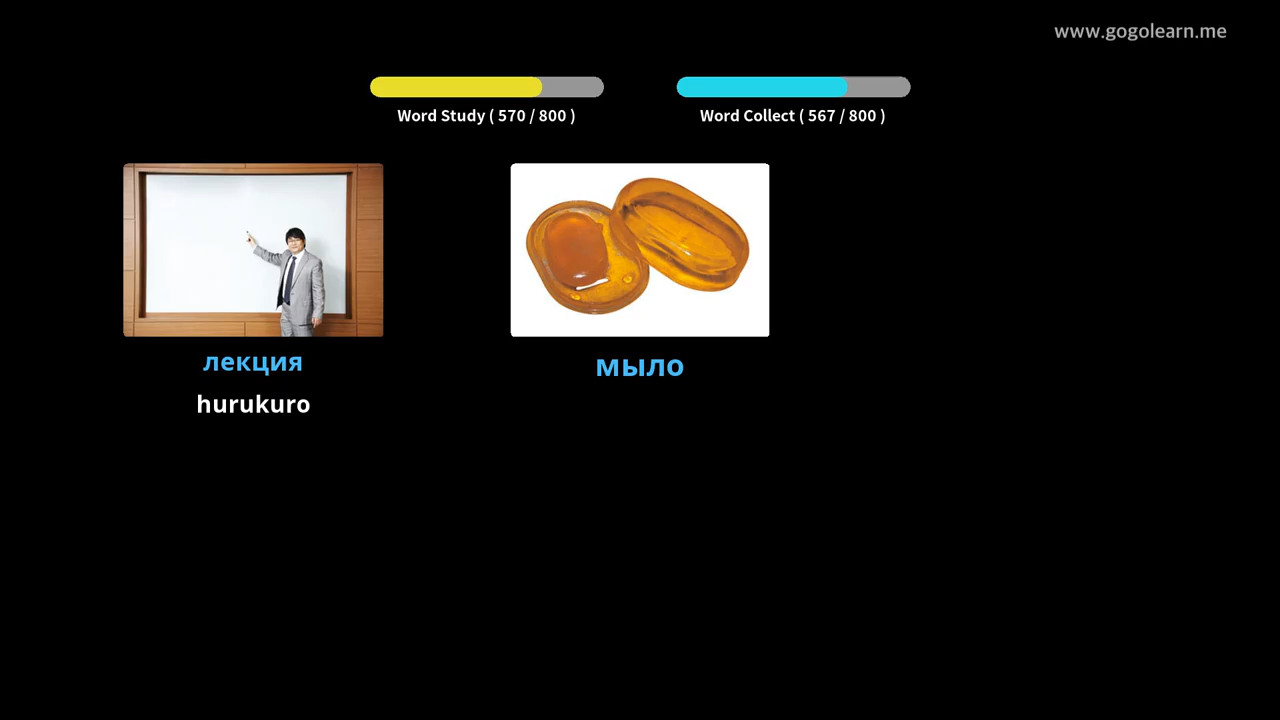 www.gogolearn.me
Word Study ( 570 / 800 )
Word Collect ( 567 / 800 )
лекция
hurukuro
мыло